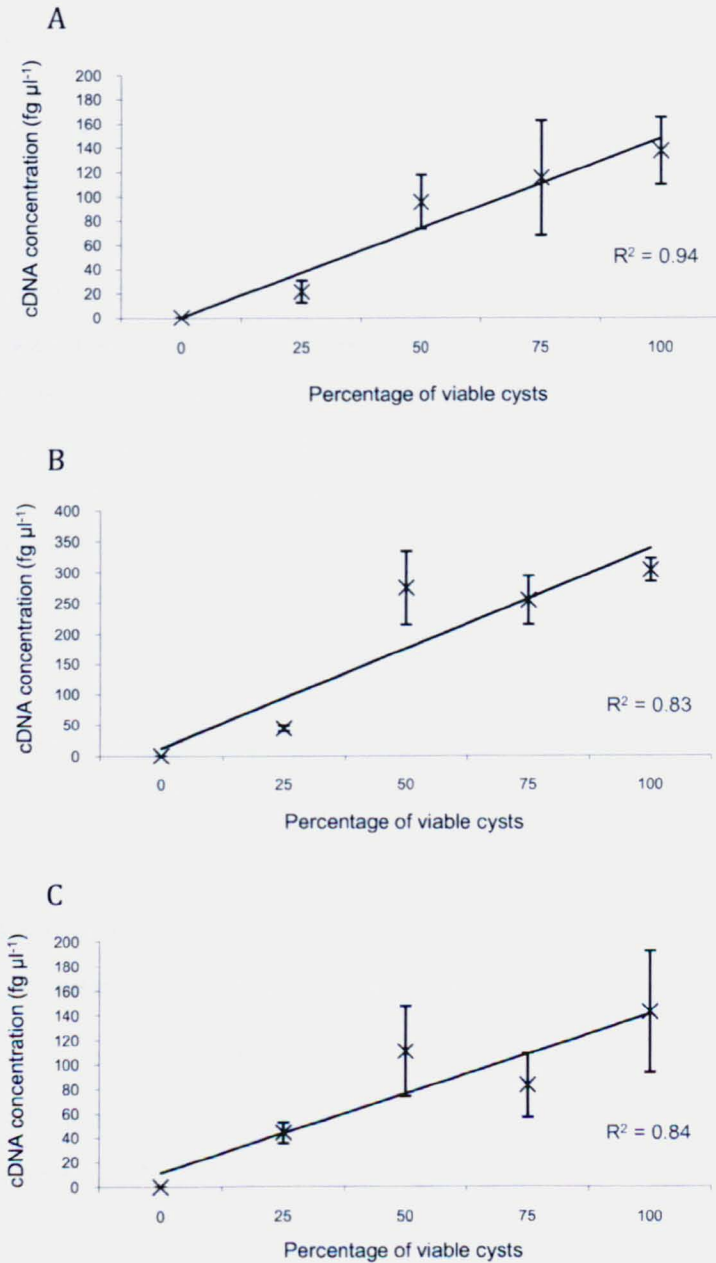 A
cDNA concentration (fg µl⁻¹)
200
180
160
140
120
100
80
60
40
20
0
R² = 0.94
0 25 50 75 100
Percentage of viable cysts
B
cDNA concentration (fg µl⁻¹)
400
350
300
250
200
150
100
50
0
R² = 0.83
0 25 50 75 100
Percentage of viable cysts
C
cDNA concentration (fg µl⁻¹)
200
180
160
140
120
100
80
60
40
20
0
R² = 0.84
0 25 50 75 100
Percentage of viable cysts